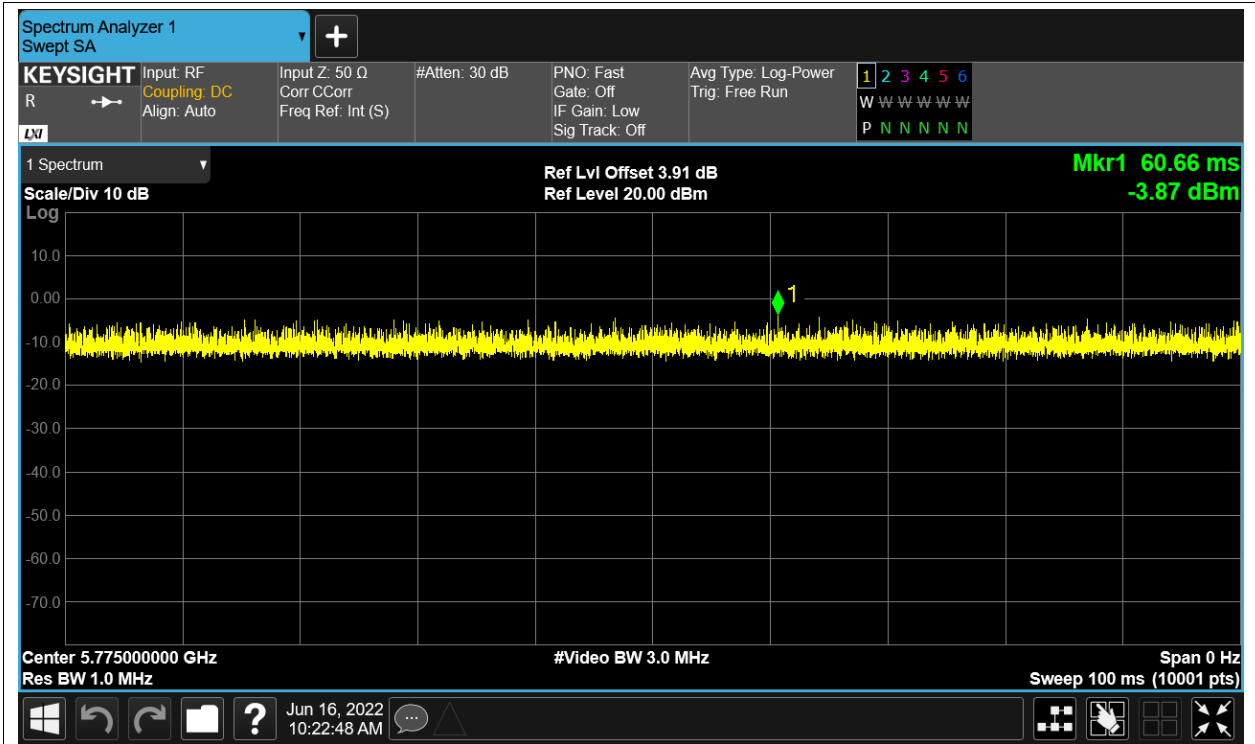 Spectrum Analyzer 1
Swept SA
+
KEYSIGHT
R
LXI
Input: RF
Coupling: DC
Align: Auto
Input Z: 50 Ω
Corr CCorr
Freq Ref: Int (S)
#Atten: 30 dB
PNO: Fast
Gate: Off
IF Gain: Low
Sig Track: Off
Avg Type: Log-Power
Trig: Free Run
1 2 3 4 5 6
W W W W W W
P N N N N N
1 Spectrum
Scale/Div 10 dB
Ref Lvl Offset 3.91 dB
Ref Level 20.00 dBm
Mkr1 60.66 ms
-3.87 dBm
Log
10.0
0.00
-10.0
-20.0
-30.0
-40.0
-50.0
-60.0
-70.0
1
Center 5.775000000 GHz
Res BW 1.0 MHz
#Video BW 3.0 MHz
Span 0 Hz
Sweep 100 ms (10001 pts)
?
Jun 16, 2022
10:22:48 AM